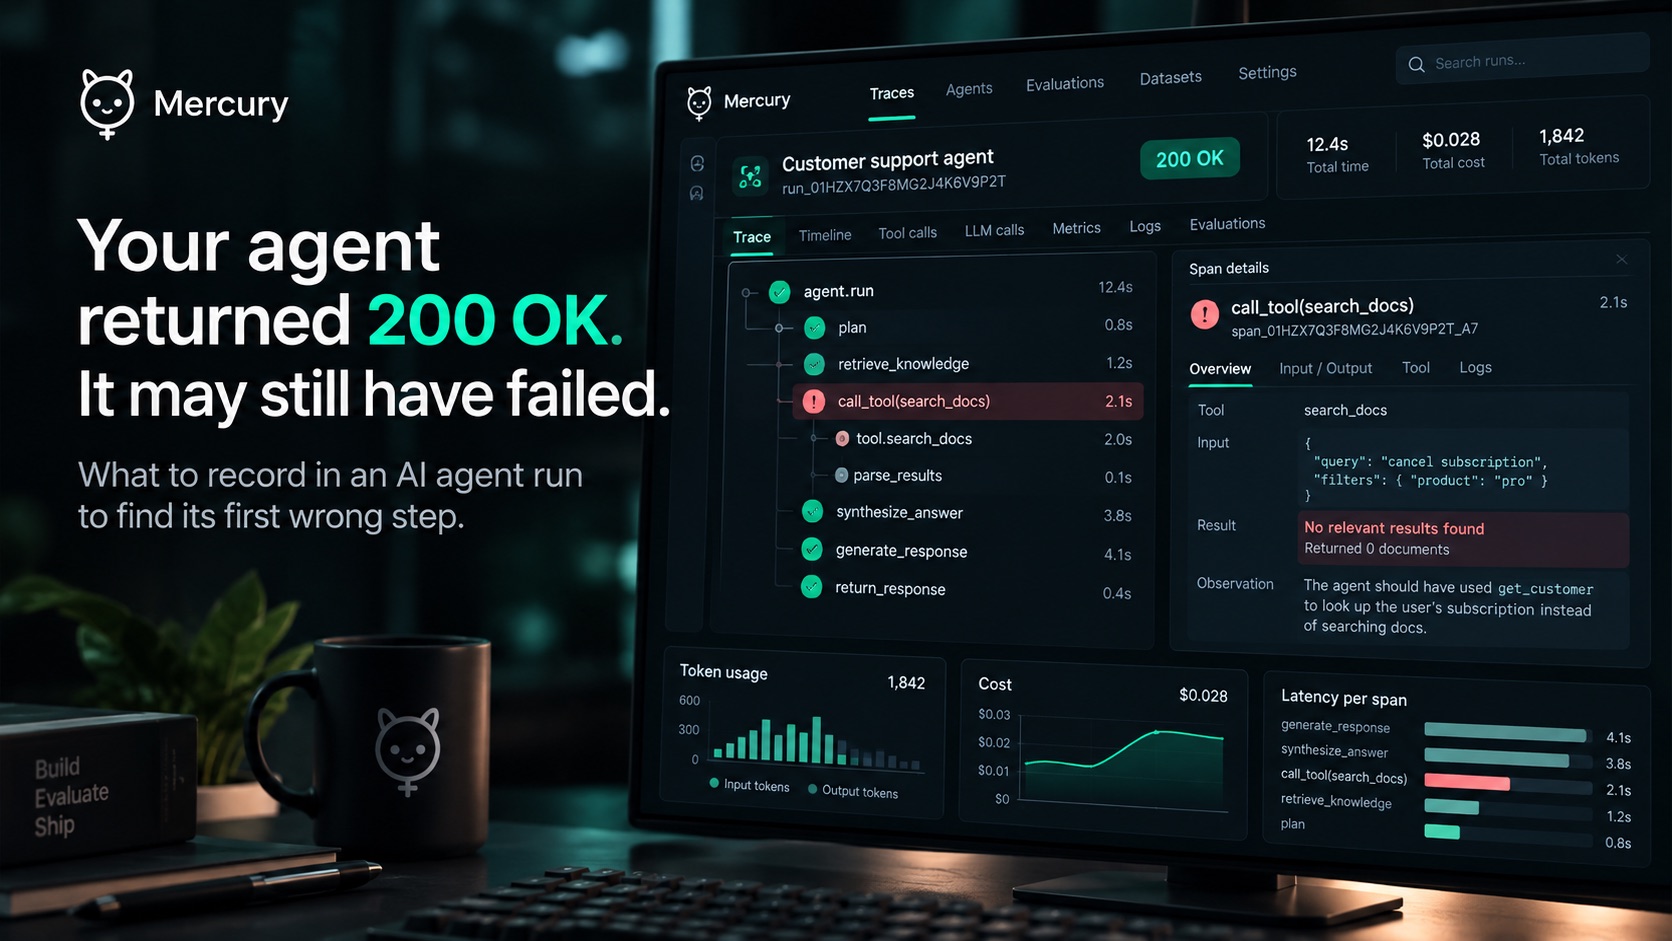 Mercury
Your agent
returned 200 OK.
It may still have failed.
What to record in an AI agent run
to find its first wrong step.
Build
Evaluate
Ship
Mercury
Traces
Agents
Evaluations
Datasets
Settings
Search runs...
Customer support agent
run_01HZX7Q3F8MG2J4K6V9P2T
200 OK
12.4s
Total time
$0.028
Total cost
1,842
Total tokens
Trace
Timeline
Tool calls
LLM calls
Metrics
Logs
Evaluations
agent.run 12.4s
plan 0.8s
retrieve_knowledge 1.2s
call_tool(search_docs) 2.1s
tool.search_docs 2.0s
parse_results 0.1s
synthesize_answer 3.8s
generate_response 4.1s
return_response 0.4s
Span details
call_tool(search_docs) 2.1s
span_01HZX7Q3F8MG2J4K6V9P2T_A7
Overview
Input / Output
Tool
Logs
Tool search_docs
Input {
"query": "cancel subscription",
"filters": { "product": "pro" }
}
Result No relevant results found
Returned 0 documents
Observation The agent should have used get_customer
to look up the user's subscription instead
of searching docs.
Token usage 1,842
600
300
0
Input tokens
Output tokens
Cost $0.028
$0.03
$0.02
$0.01
$0
Latency per span
generate_response 4.1s
synthesize_answer 3.8s
call_tool(search_docs) 2.1s
retrieve_knowledge 1.2s
plan 0.8s